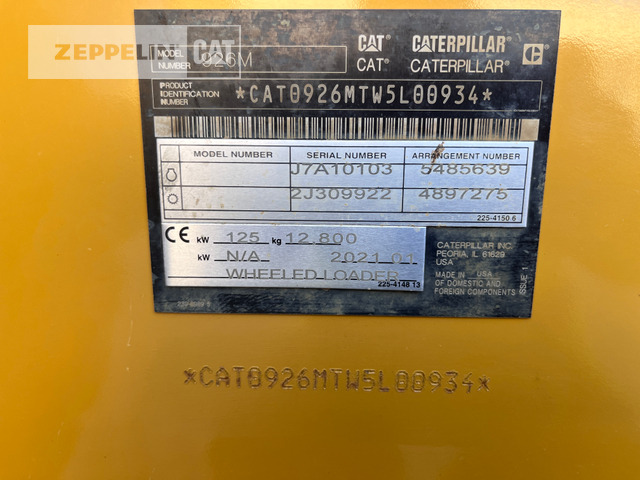 ZEPPELIN CAT
MODEL NUMBER 926M
CAT® CATERPILLAR®
CAT® CATERPILLAR®
PRODUCT IDENTIFICATION NUMBER *CAT0926MTW5L00934*
MODEL NUMBER SERIAL NUMBER ARRANGEMENT NUMBER
J7A10103 5485639
2J309922 4897275
225-4150 6
CE kW 125 kg 12,800
kW N/A 2021 01
WHEELED LOADER
225-4148 13
CATERPILLAR INC.
PEORIA, IL 61629
USA
MADE IN USA
OF DOMESTIC AND
FOREIGN COMPONENTS
ISSUE 1
*CAT0926MTW5L00934*